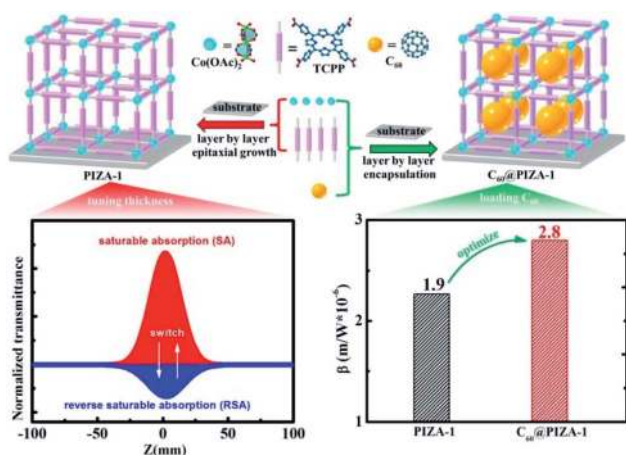 Co(OAc)2
=
=
TCPP
=
C60
substrate
layer by layer
epitaxial growth
substrate
layer by layer
encapsulation
PIZA-1
C60@PIZA-1
tuning thickness
loading C60
Normalized transmittance
saturable absorption (SA)
switch
reverse saturable absorption (RSA)
-100 -50 0 50 100
Z(mm)
β (m/W*10-6)
3
2
1
1.9
optimize
2.8
PIZA-1
C60@PIZA-1